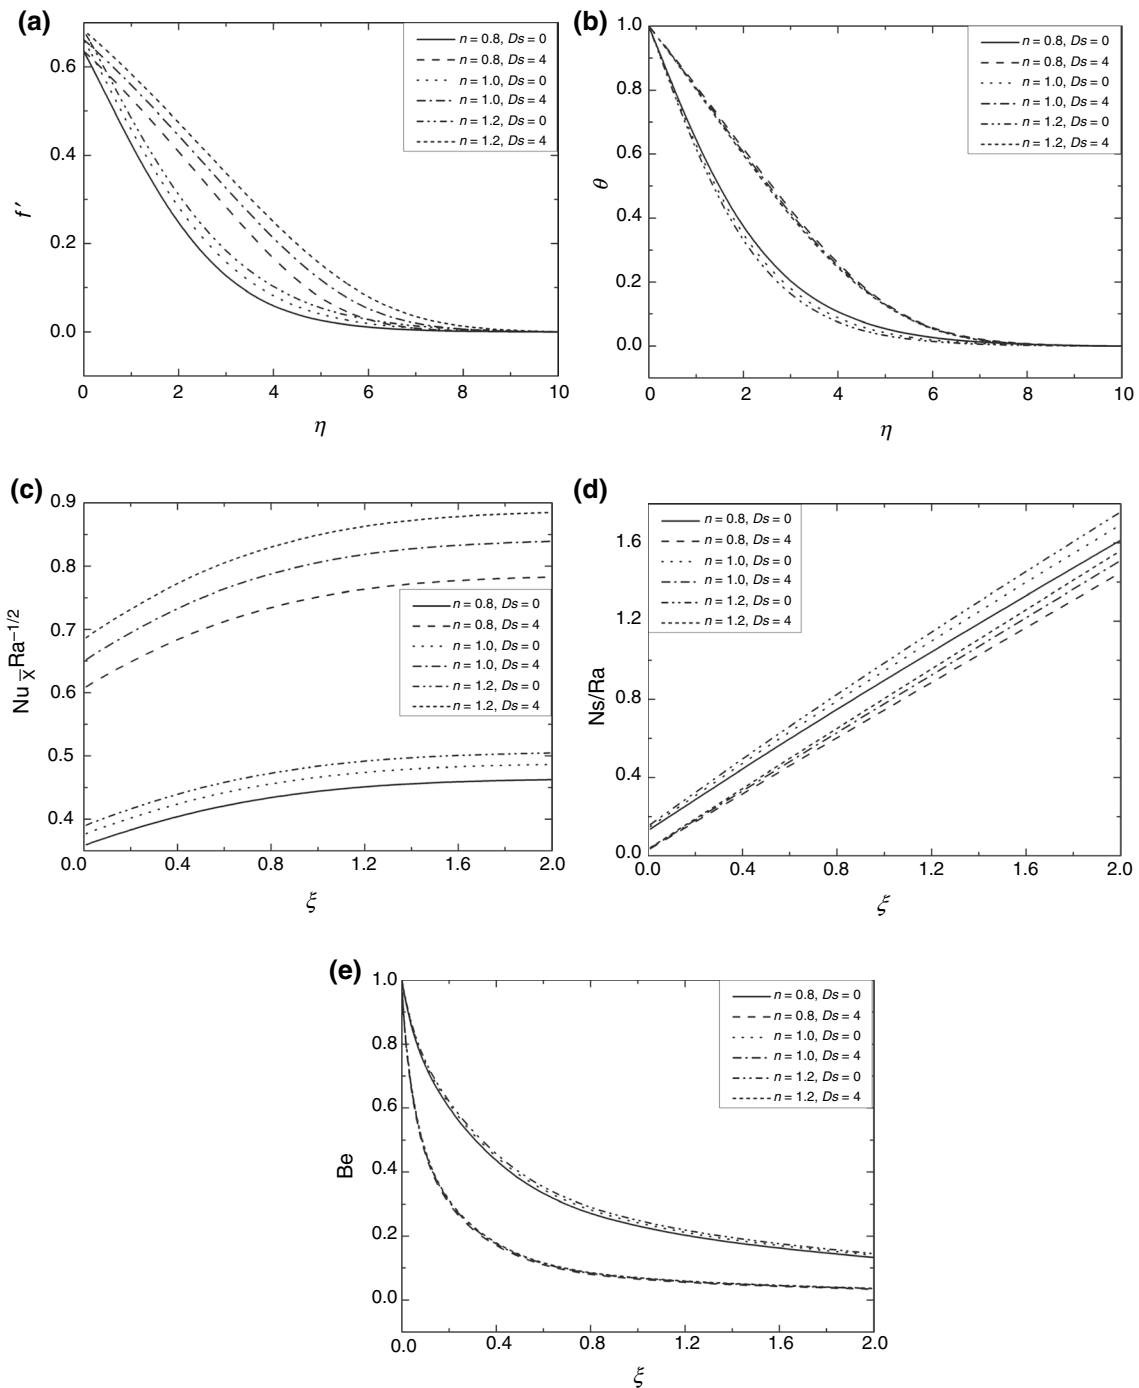 (a)
n = 0.8, Ds = 0
n = 0.8, Ds = 4
n = 1.0, Ds = 0
n = 1.0, Ds = 4
n = 1.2, Ds = 0
n = 1.2, Ds = 4
0.6
0.4
0.2
0.0
f′
0 2 4 6 8 10
η
(b)
n = 0.8, Ds = 0
n = 0.8, Ds = 4
n = 1.0, Ds = 0
n = 1.0, Ds = 4
n = 1.2, Ds = 0
n = 1.2, Ds = 4
1.0
0.8
0.6
0.4
0.2
0.0
θ
0 2 4 6 8 10
η
(c)
0.9
0.8
0.7
0.6
0.5
0.4
Nu x̅ Ra−1/2
n = 0.8, Ds = 0
n = 0.8, Ds = 4
n = 1.0, Ds = 0
n = 1.0, Ds = 4
n = 1.2, Ds = 0
n = 1.2, Ds = 4
0.0 0.4 0.8 1.2 1.6 2.0
ξ
(d)
n = 0.8, Ds = 0
n = 0.8, Ds = 4
n = 1.0, Ds = 0
n = 1.0, Ds = 4
n = 1.2, Ds = 0
n = 1.2, Ds = 4
1.6
1.2
0.8
0.4
0.0
Ns/Ra
0.0 0.4 0.8 1.2 1.6 2.0
ξ
(e)
n = 0.8, Ds = 0
n = 0.8, Ds = 4
n = 1.0, Ds = 0
n = 1.0, Ds = 4
n = 1.2, Ds = 0
n = 1.2, Ds = 4
1.0
0.8
0.6
0.4
0.2
0.0
Be
0.0 0.4 0.8 1.2 1.6 2.0
ξ